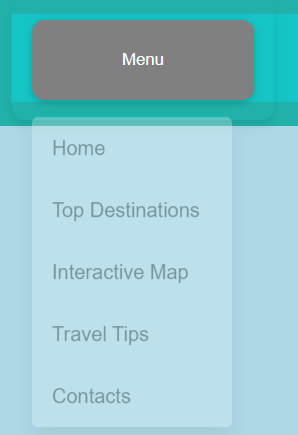 Menu
Home
Top Destinations
Interactive Map
Travel Tips
Contacts